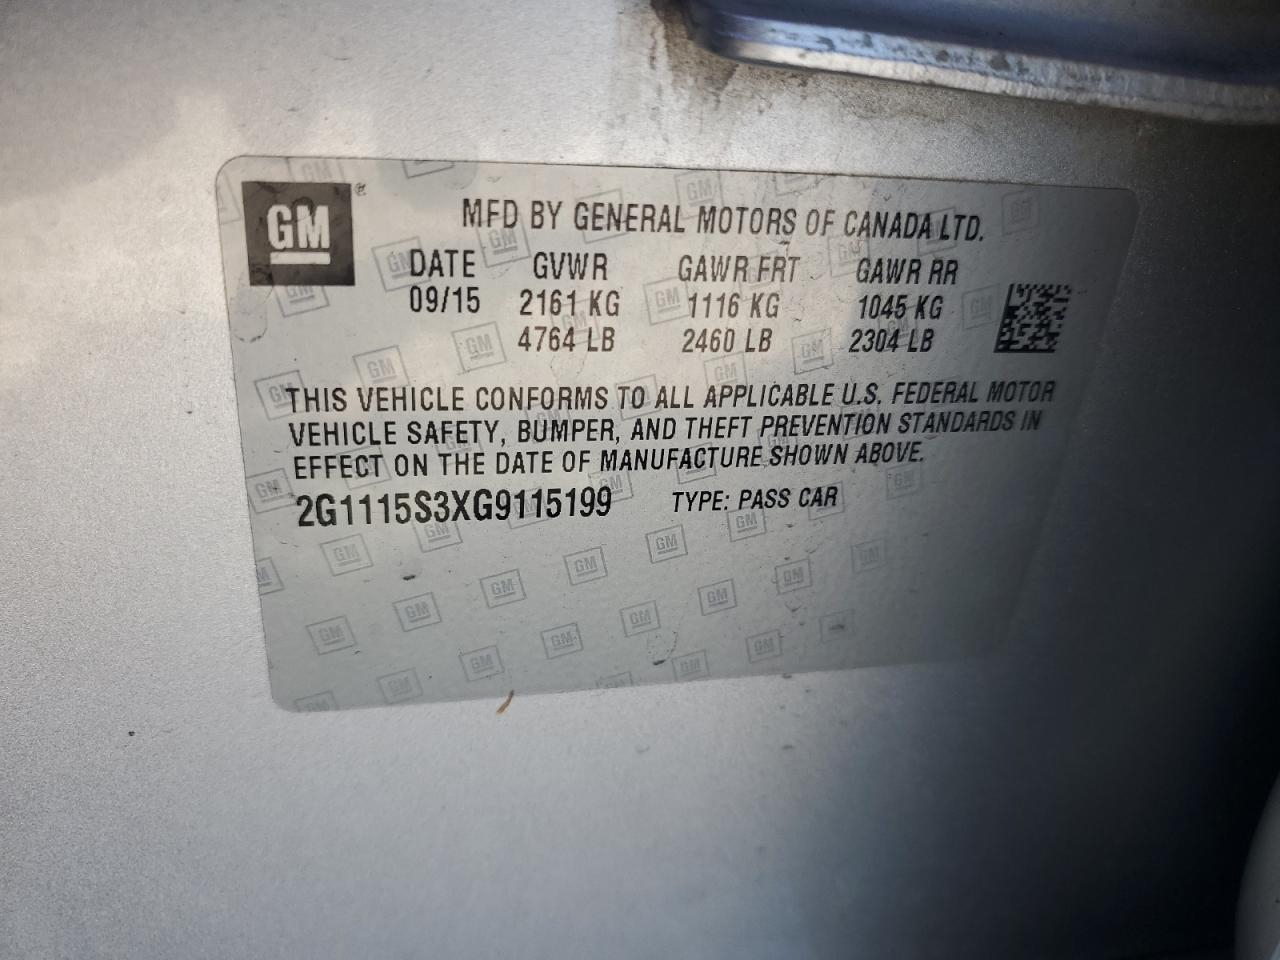 GM®
MFD BY GENERAL MOTORS OF CANADA LTD.
DATE GVWR GAWR FRT GAWR RR
09/15 2161 KG 1116 KG 1045 KG
4764 LB 2460 LB 2304 LB
THIS VEHICLE CONFORMS TO ALL APPLICABLE U.S. FEDERAL MOTOR
VEHICLE SAFETY, BUMPER, AND THEFT PREVENTION STANDARDS IN
EFFECT ON THE DATE OF MANUFACTURE SHOWN ABOVE.
2G1115S3XG9115199 TYPE: PASS CAR